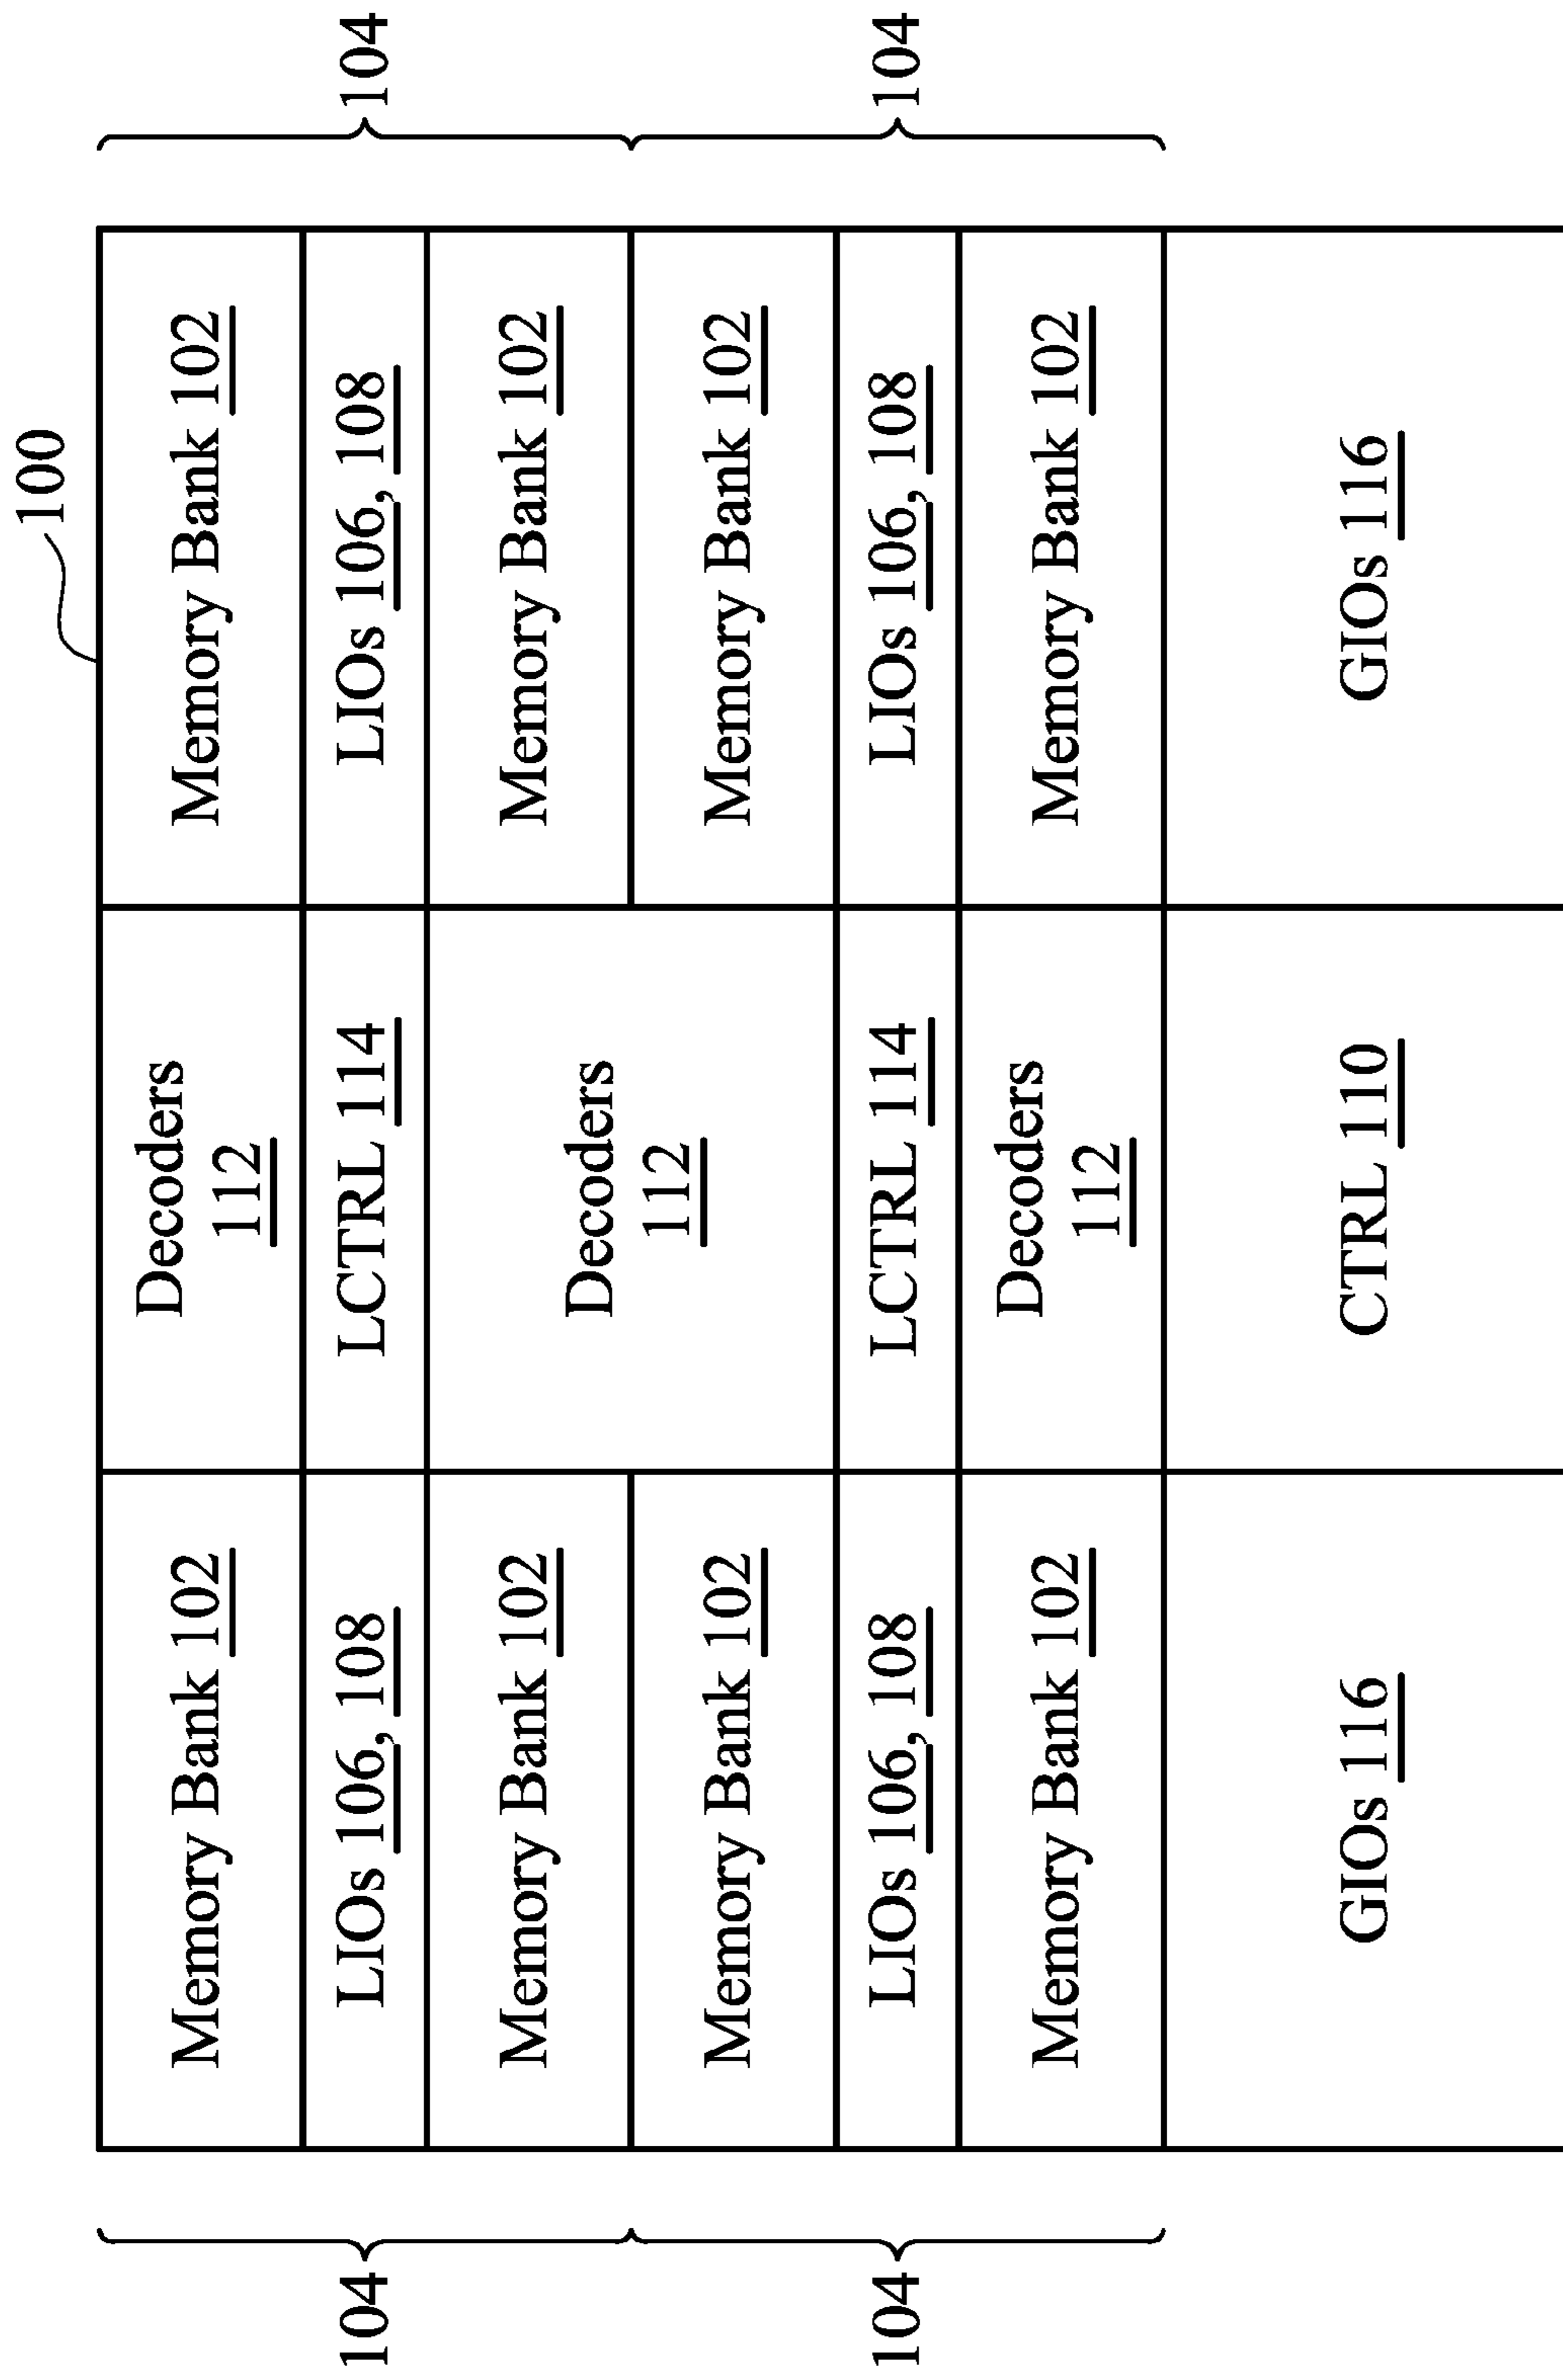 100
Memory Bank 102
Decoders
112
Memory Bank 102
104
LIOs 106, 108
LCTRL 114
LIOs 106, 108
104
Memory Bank 102
Decoders
112
Memory Bank 102
Memory Bank 102
Memory Bank 102
104
LIOs 106, 108
LCTRL 114
LIOs 106, 108
104
Memory Bank 102
Decoders
112
Memory Bank 102
GIOs 116
CTRL 110
GIOs 116